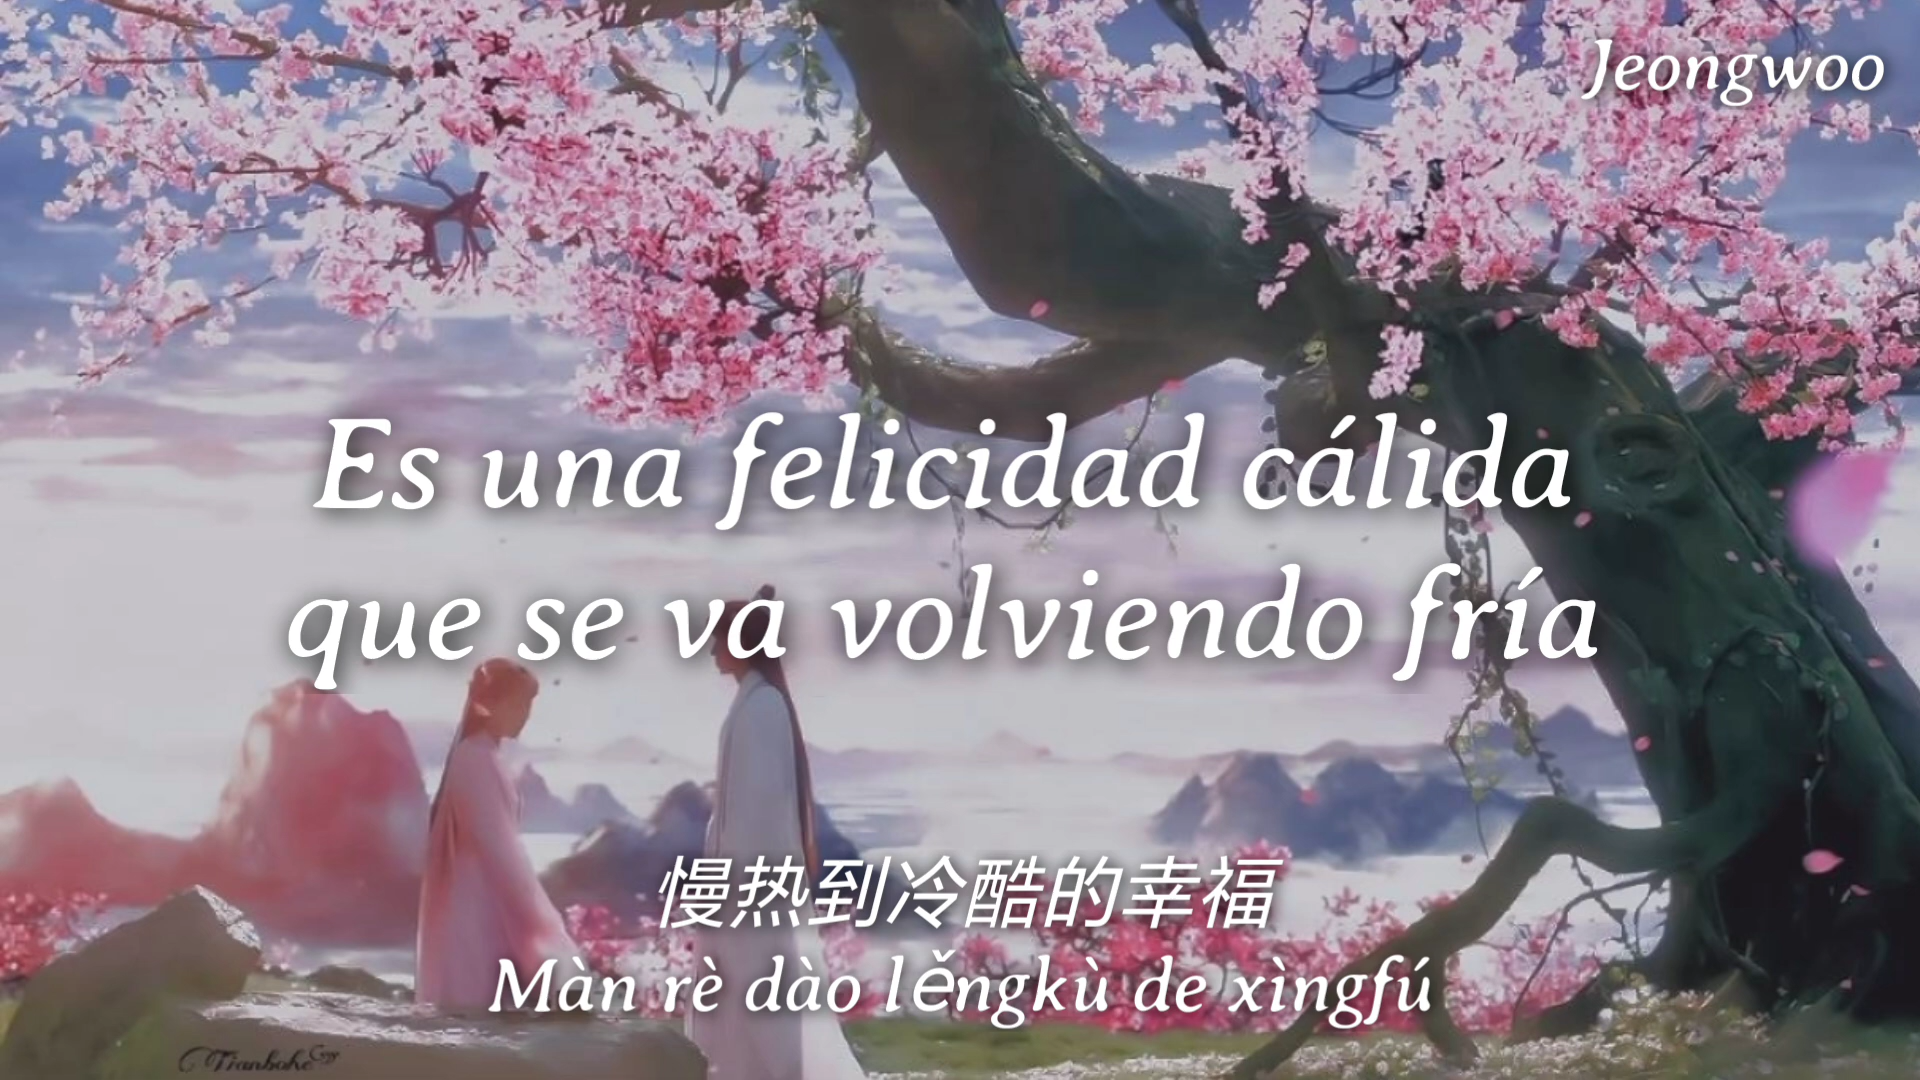 Jeongwoo
Es una felicidad cálida
que se va volviendo fría
慢热到冷酷的幸福
Màn rè dào lěngkù de xìngfú